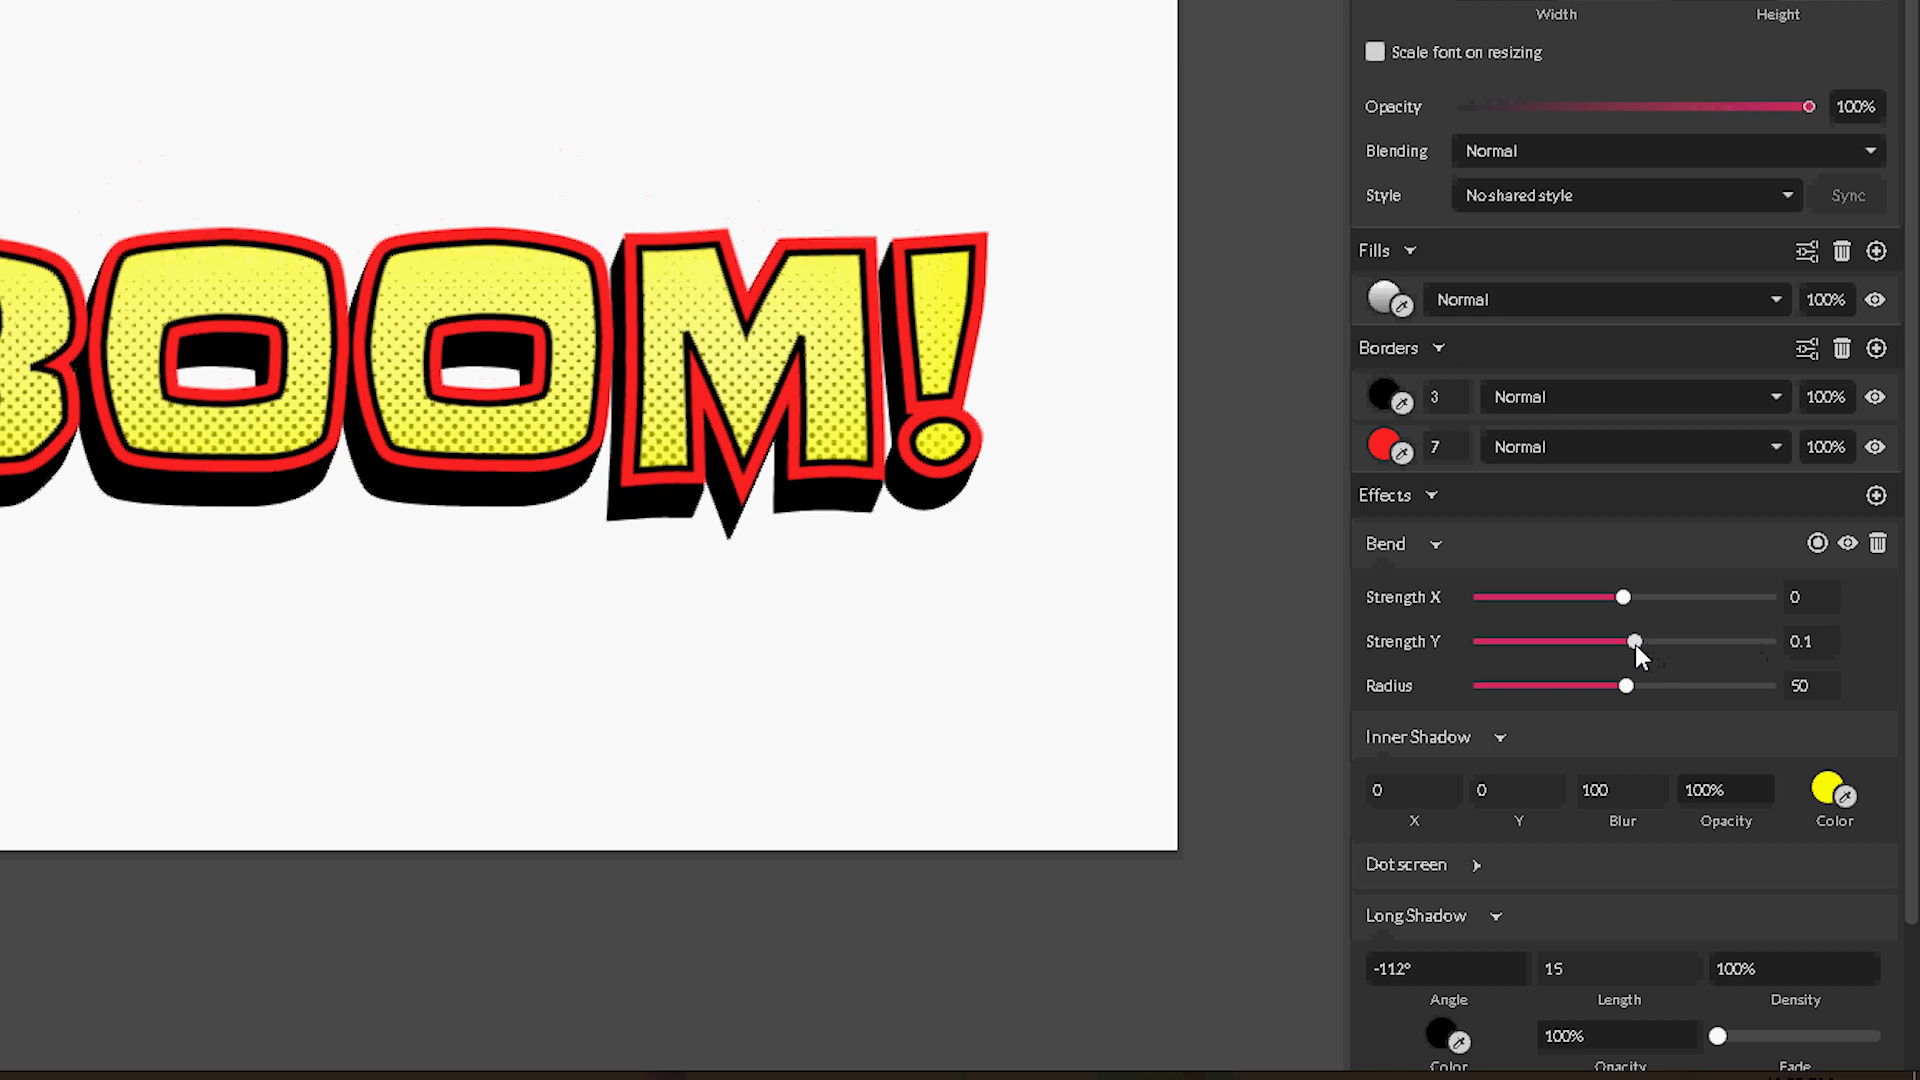 BOOM!
Width Height
Scale font on resizing
Opacity 100%
Blending Normal
Style No shared style Sync
Fills
Normal 100%
Borders
3 Normal 100%
7 Normal 100%
Effects
Bend
Strength X 0
Strength Y 0.1
Radius 50
Inner Shadow
0 0 100 100%
X Y Blur Opacity Color
Dotscreen
Long Shadow
-112° 15 100%
Angle Length Density
100%
Color Opacity Fade